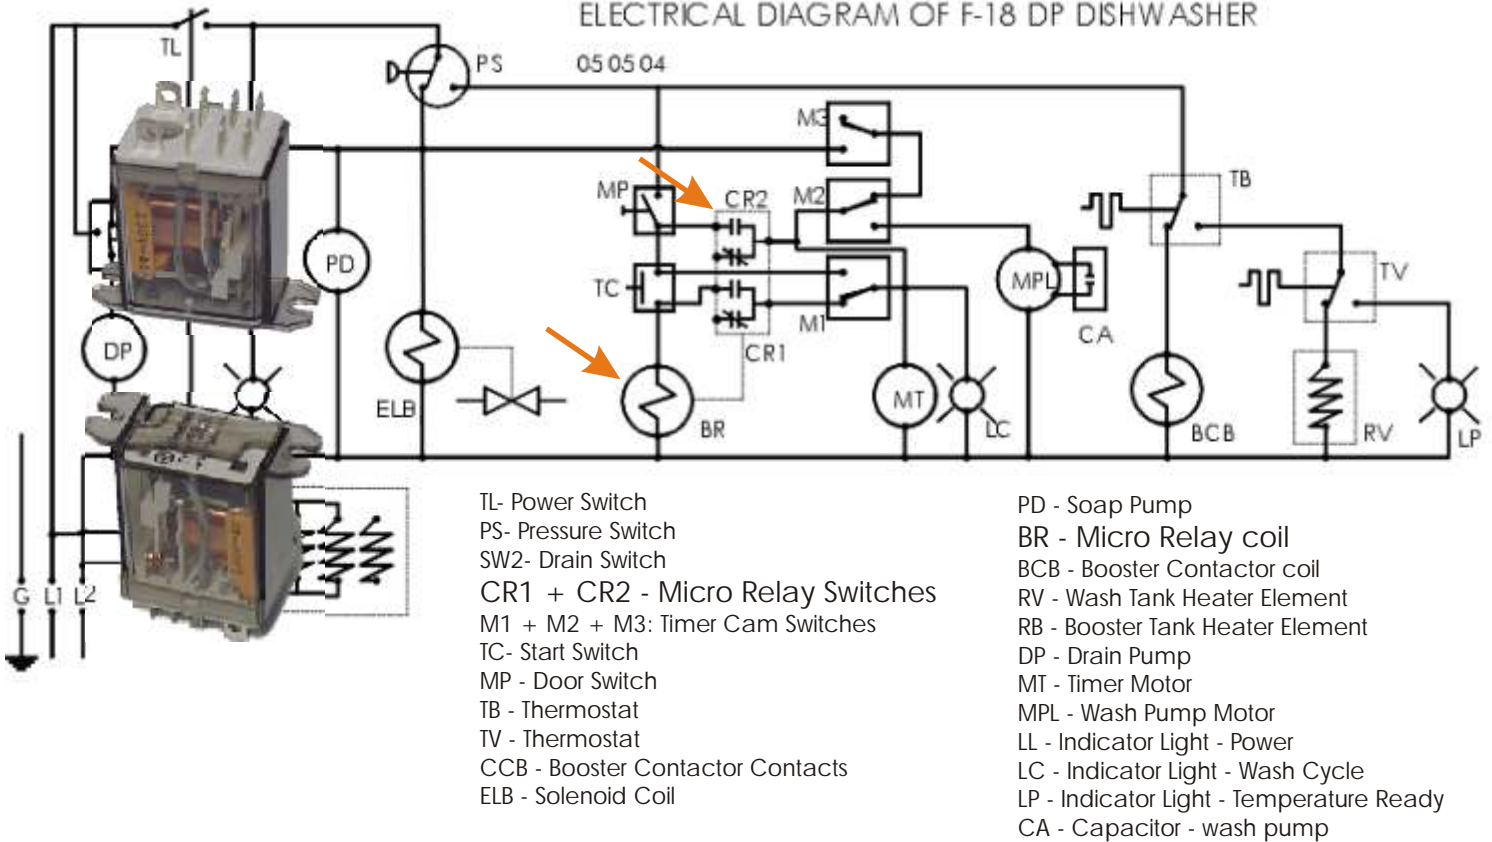 ELECTRICAL DIAGRAM OF F-18 DP DISHWASHER
TL
PS
05 05 04
M3
TB
MP
CR2
M2
PD
TC
MPL
TV
M1
CA
DP
CR1
ELB
BR
MT
LC
BCB
RV
LP
G L1 L2
TL- Power Switch
PS- Pressure Switch
SW2- Drain Switch
CR1 + CR2 - Micro Relay Switches
M1 + M2 + M3: Timer Cam Switches
TC- Start Switch
MP - Door Switch
TB - Thermostat
TV - Thermostat
CCB - Booster Contactor Contacts
ELB - Solenoid Coil
PD - Soap Pump
BR - Micro Relay coil
BCB - Booster Contactor coil
RV - Wash Tank Heater Element
RB - Booster Tank Heater Element
DP - Drain Pump
MT - Timer Motor
MPL - Wash Pump Motor
LL - Indicator Light - Power
LC - Indicator Light - Wash Cycle
LP - Indicator Light - Temperature Ready
CA - Capacitor - wash pump